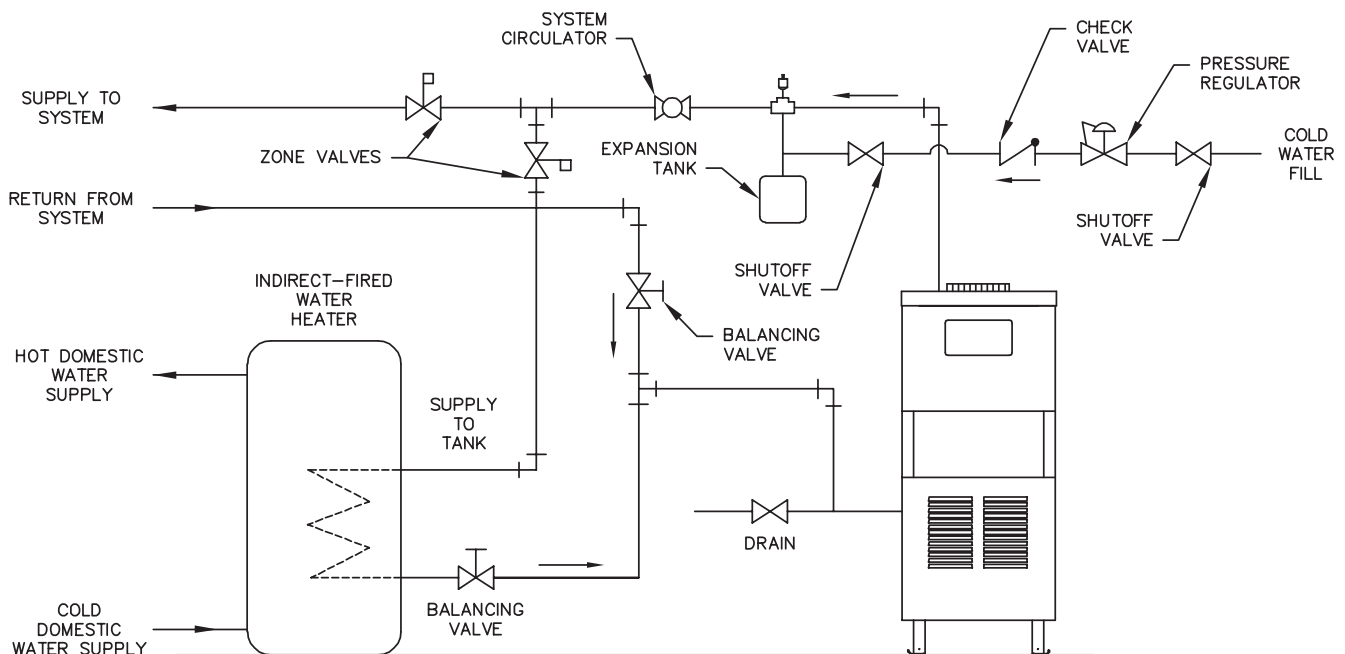 SYSTEM
CIRCULATOR
CHECK
VALVE
PRESSURE
REGULATOR
SUPPLY TO
SYSTEM
ZONE VALVES
EXPANSION
TANK
COLD
WATER
FILL
RETURN FROM
SYSTEM
SHUTOFF
VALVE
SHUTOFF
VALVE
INDIRECT-FIRED
WATER
HEATER
BALANCING
VALVE
HOT DOMESTIC
WATER
SUPPLY
SUPPLY
TO
TANK
DRAIN
BALANCING
VALVE
COLD
DOMESTIC
WATER SUPPLY